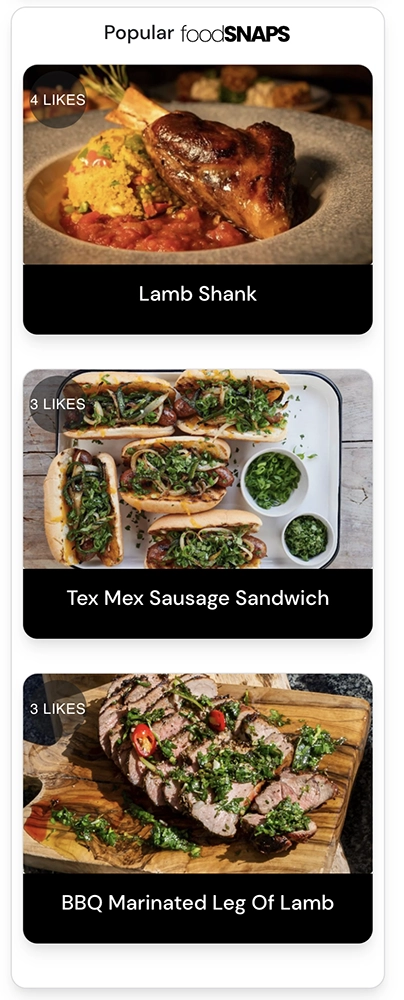 Popular foodSNAPS
4 LIKES
Lamb Shank
3 LIKES
Tex Mex Sausage Sandwich
3 LIKES
BBQ Marinated Leg Of Lamb